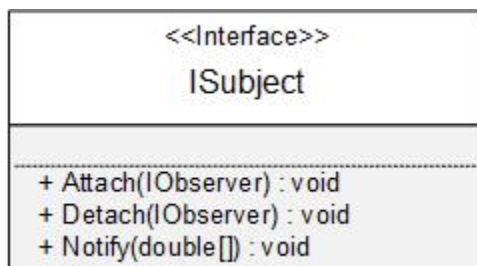 <<Interface>>
ISubject
+ Attach(IObserver) : void
+ Detach(IObserver) : void
+ Notify(double[]) : void